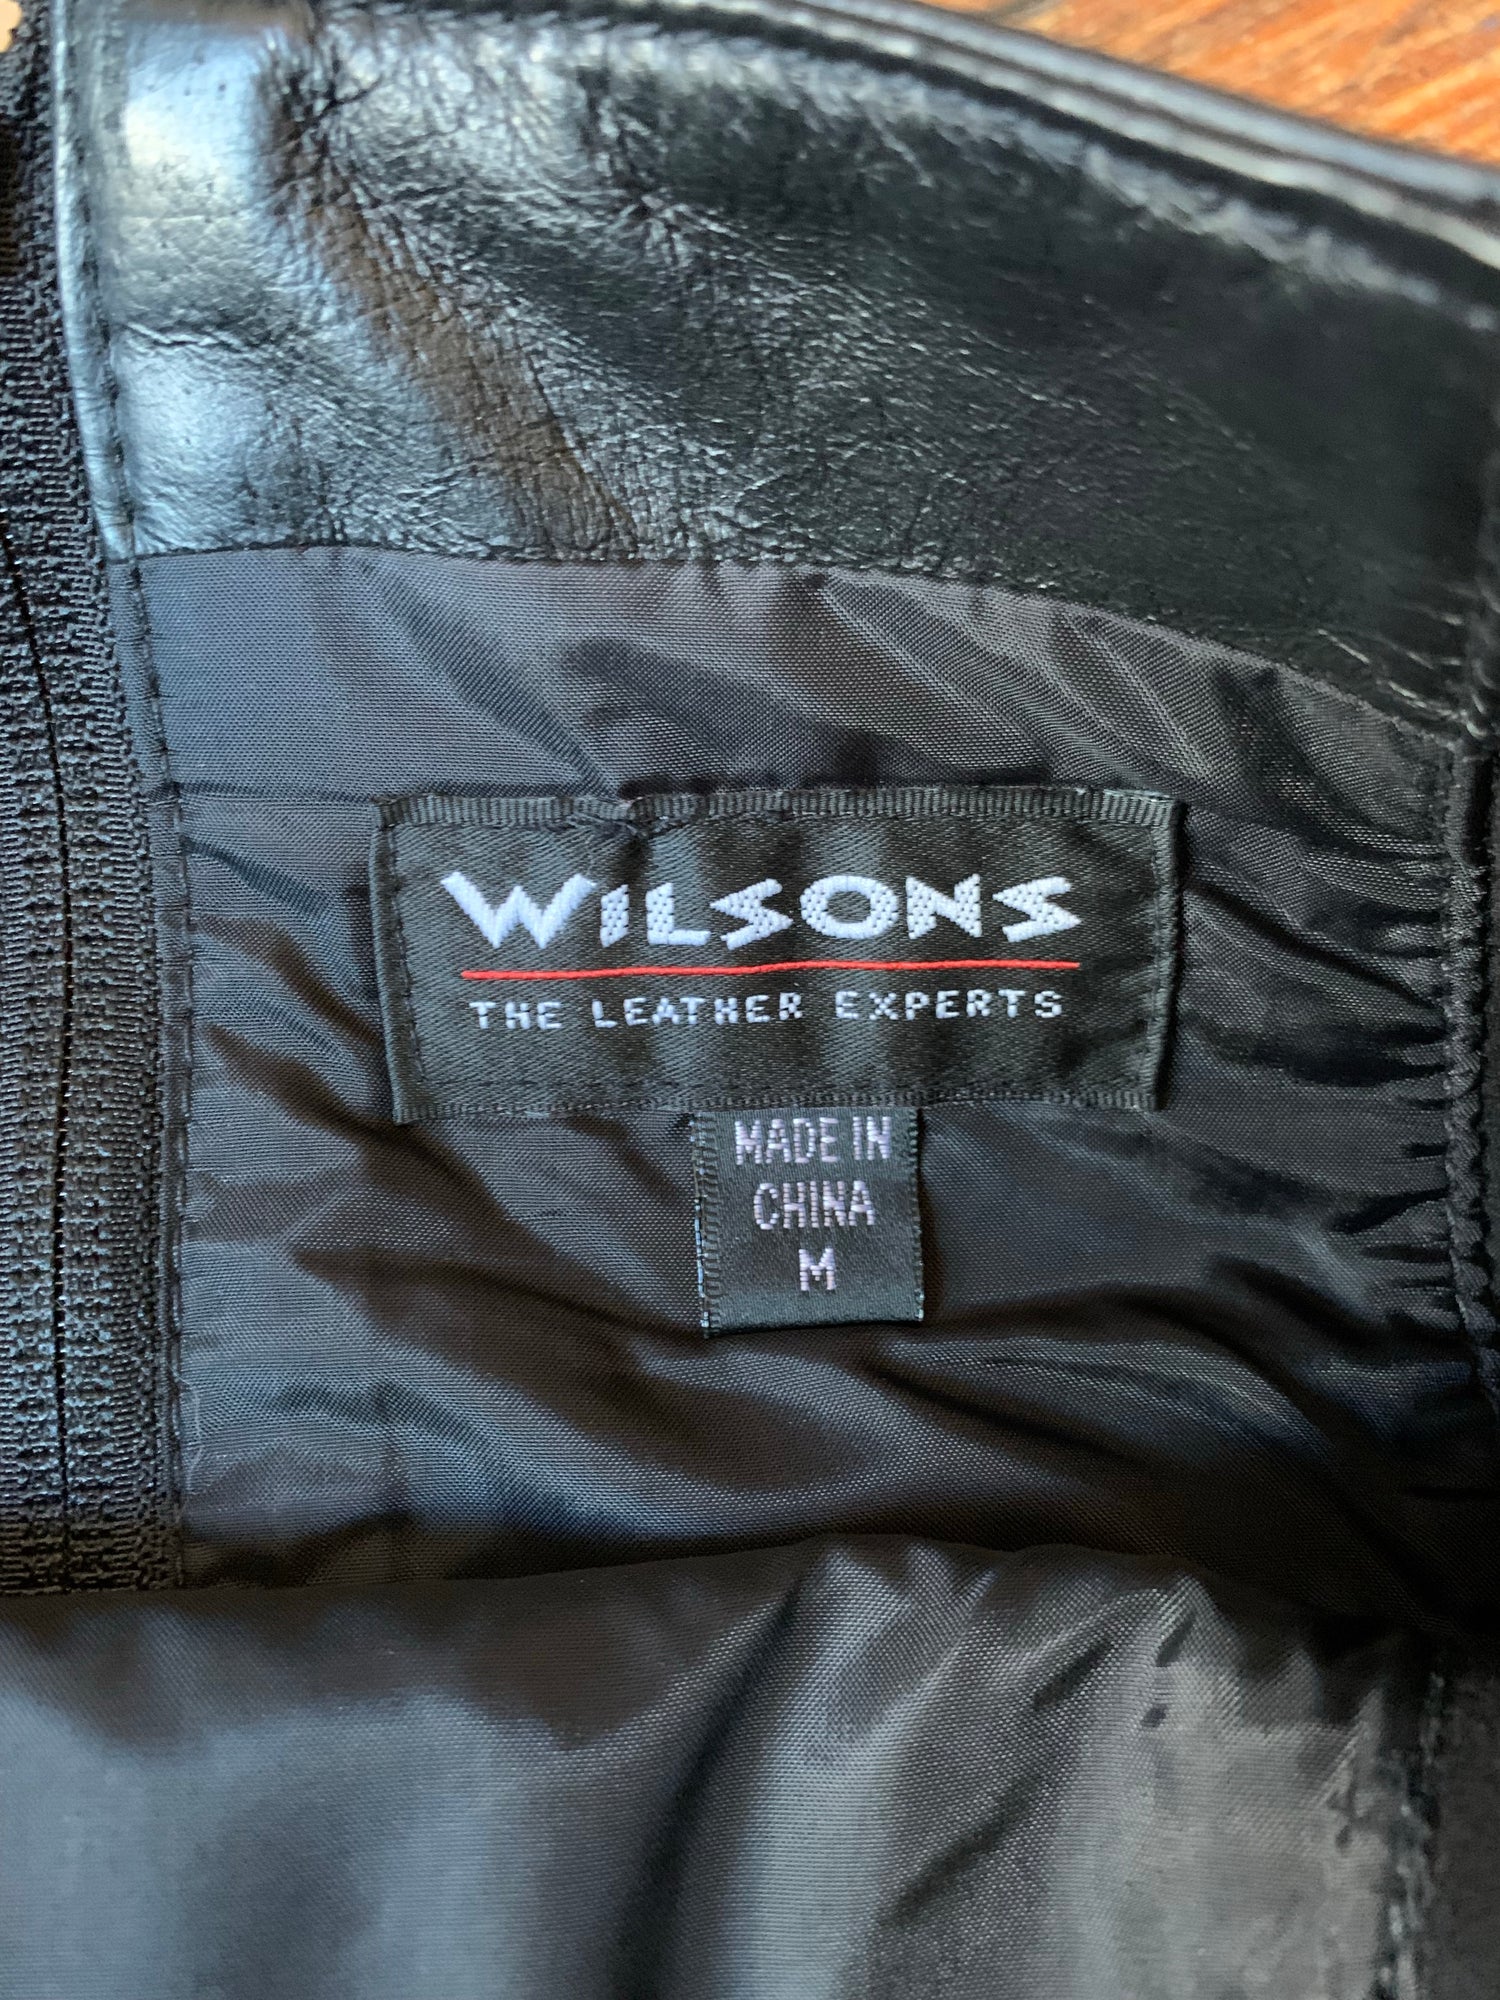 WILSONS
THE LEATHER EXPERTS
MADE IN
CHINA
M